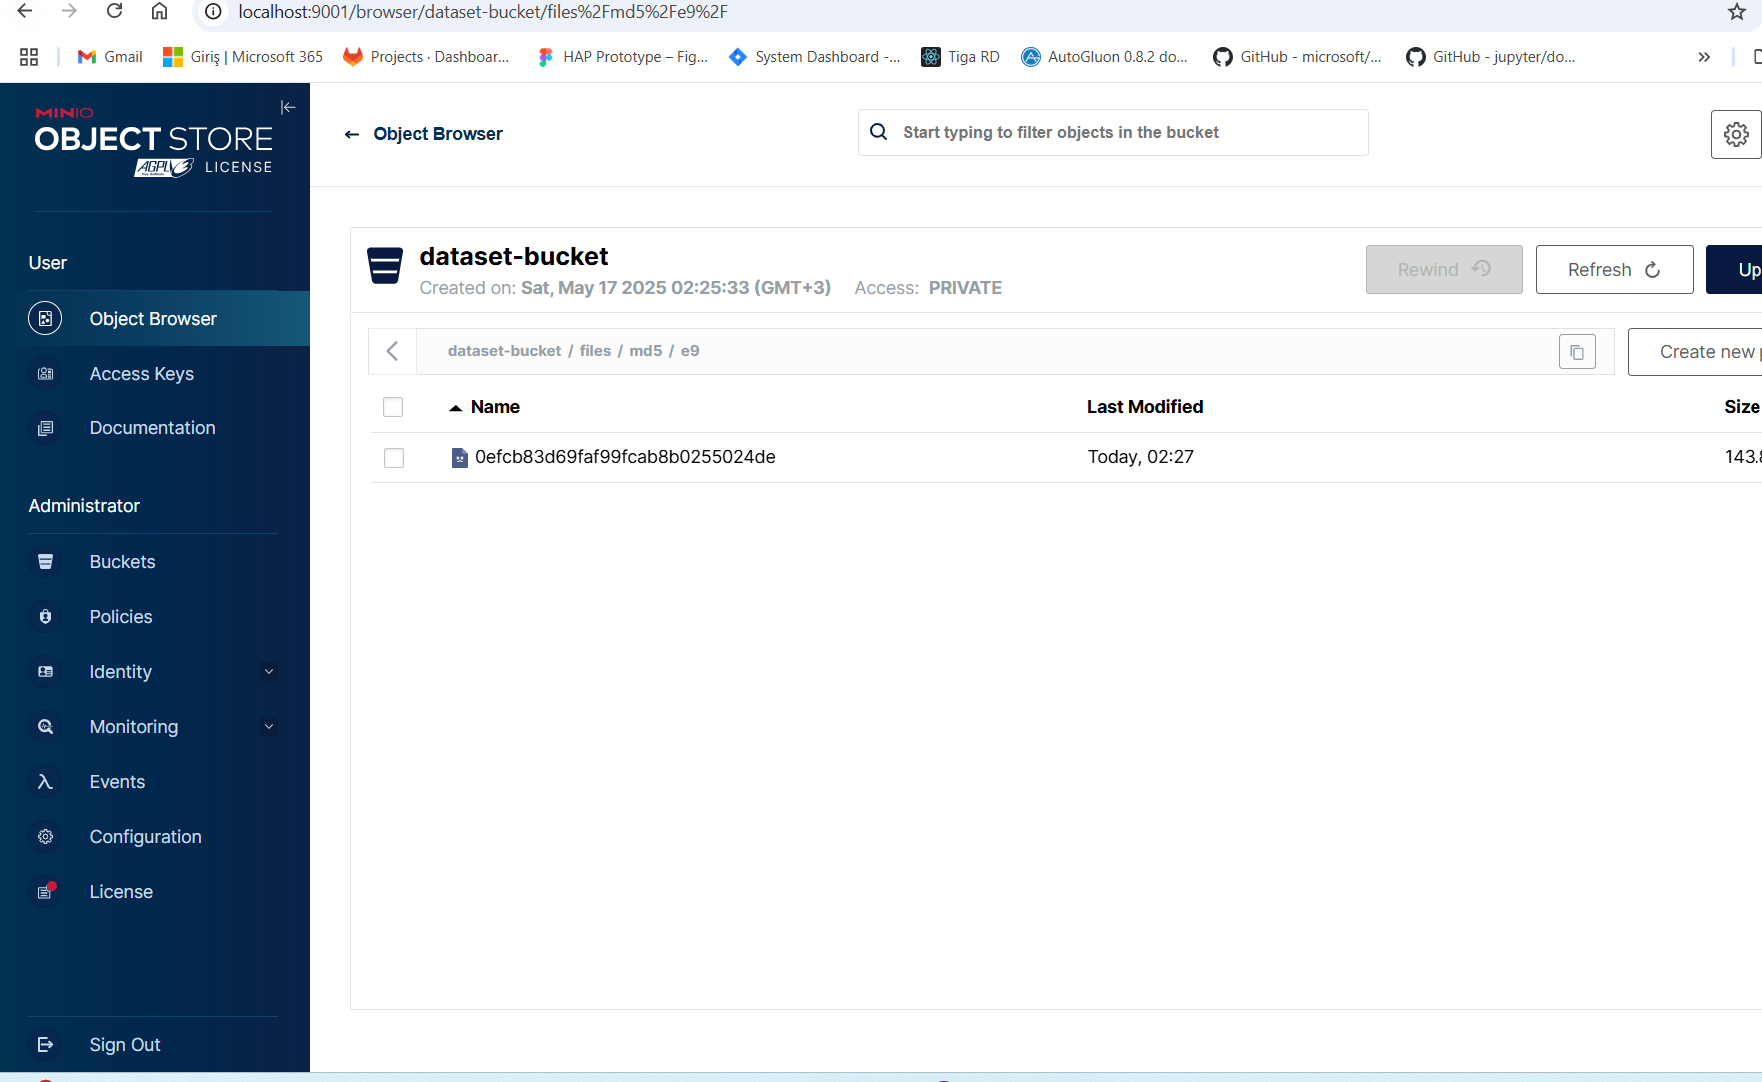 localhost:9001/browser/dataset-bucket/files%2Fmd5%2Fe9%2F
Gmail
Giriş | Microsoft 365
Projects · Dashboar...
HAP Prototype – Fig...
System Dashboard -...
Tiga RD
AutoGluon 0.8.2 do...
GitHub - microsoft/...
GitHub - jupyter/do...
MINIO
OBJECT STORE
AGPL v3 LICENSE
User
Object Browser
Access Keys
Documentation
Administrator
Buckets
Policies
Identity
Monitoring
Events
Configuration
License
Sign Out
Object Browser
Start typing to filter objects in the bucket
dataset-bucket
Created on: Sat, May 17 2025 02:25:33 (GMT+3) Access: PRIVATE
Rewind
Refresh
Up
dataset-bucket / files / md5 / e9
Create new p
Name Last Modified Size
0efcb83d69faf99fcab8b0255024de Today, 02:27 143.8